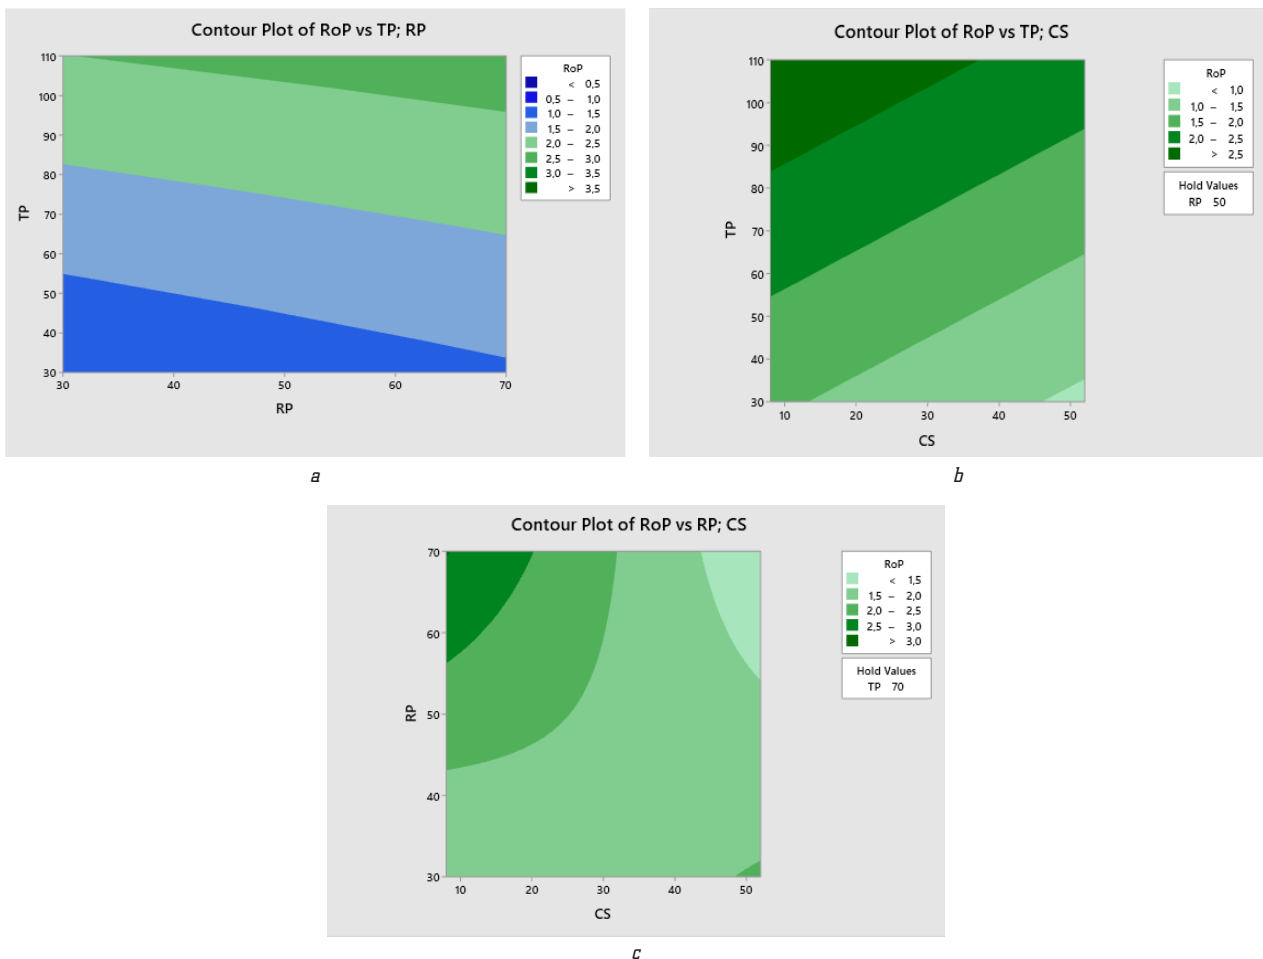 Contour Plot of RoP vs TP; RP
110
100
90
80
70
60
50
40
30
TP
30 40 50 60 70
RP
RoP
< 0,5
0,5 – 1,0
1,0 – 1,5
1,5 – 2,0
2,0 – 2,5
2,5 – 3,0
3,0 – 3,5
> 3,5
a
Contour Plot of RoP vs TP; CS
110
100
90
80
70
60
50
40
30
TP
10 20 30 40 50
CS
RoP
< 1,0
1,0 – 1,5
1,5 – 2,0
2,0 – 2,5
> 2,5
Hold Values
RP 50
b
Contour Plot of RoP vs RP; CS
70
60
50
40
30
RP
10 20 30 40 50
CS
RoP
< 1,5
1,5 – 2,0
2,0 – 2,5
2,5 – 3,0
> 3,0
Hold Values
TP 70
c